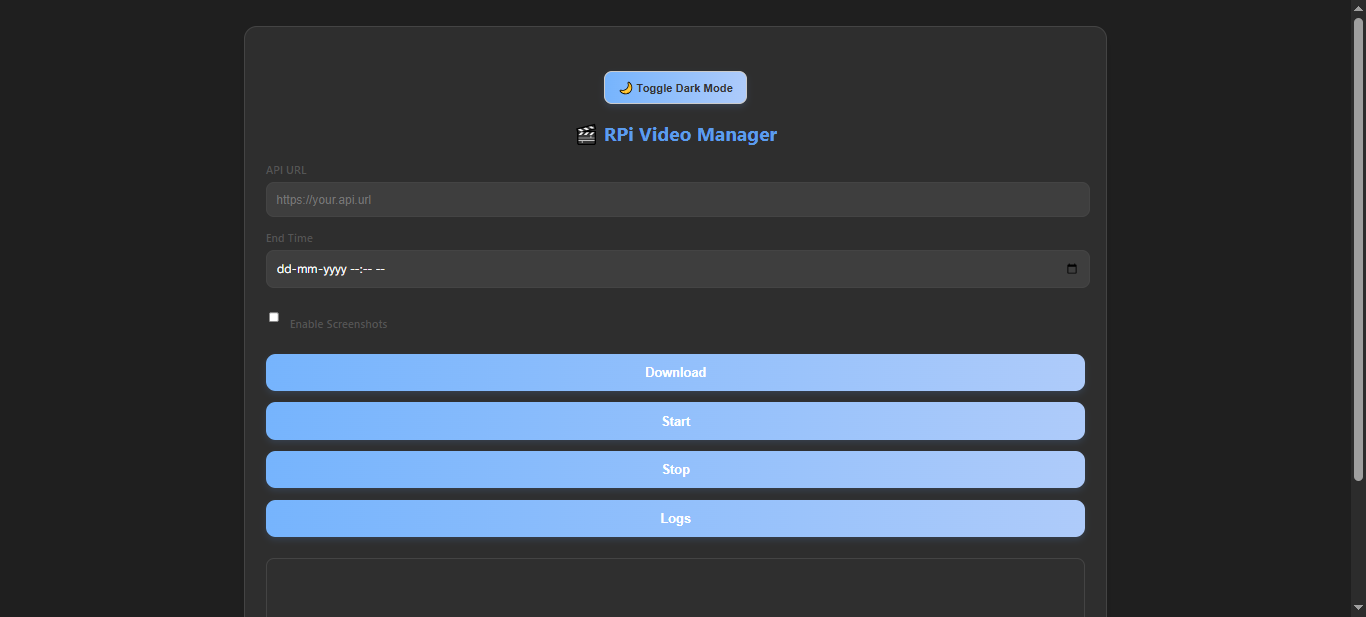 🌙 Toggle Dark Mode
🎬 RPi Video Manager
API URL
https://your.api.url
End Time
dd-mm-yyyy --:-- --
Enable Screenshots
Download
Start
Stop
Logs